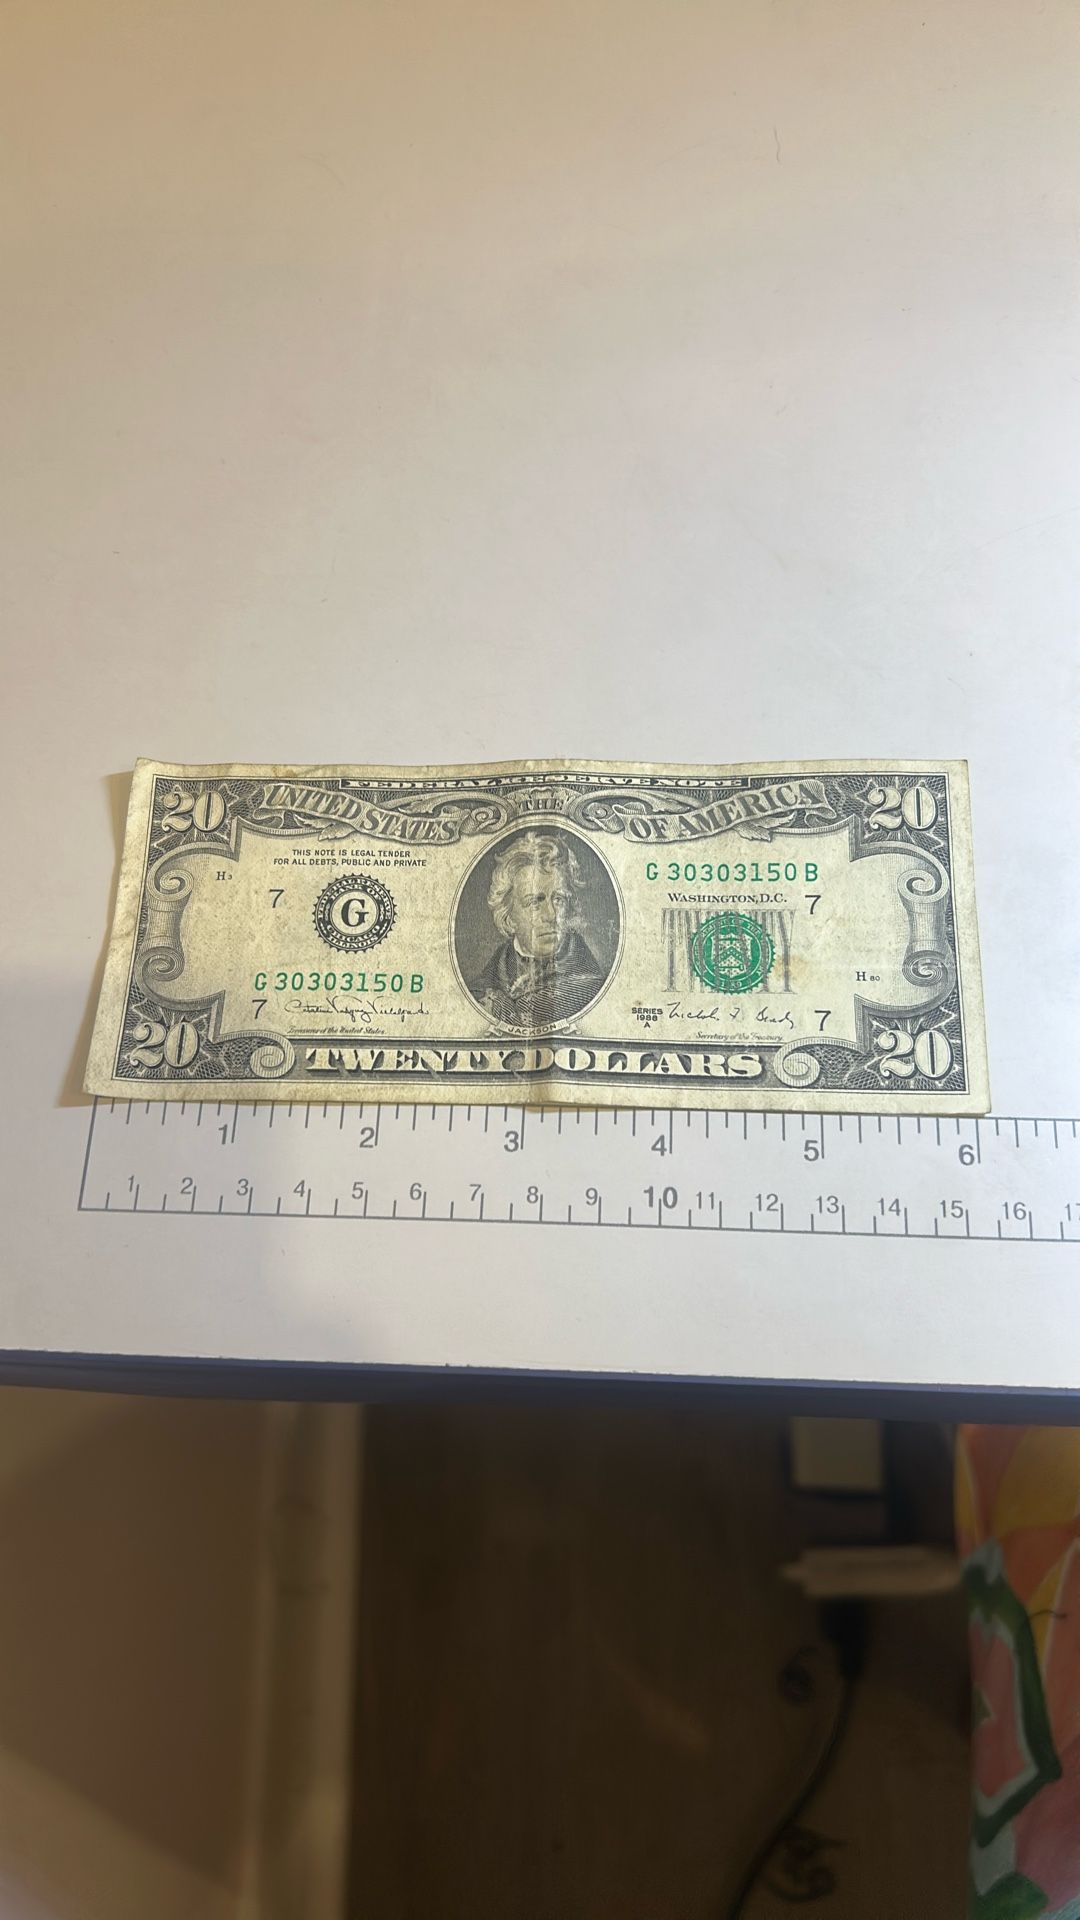 FEDERAL RESERVE NOTE
THE
UNITED STATES OF AMERICA
20 20
THIS NOTE IS LEGAL TENDER
FOR ALL DEBTS, PUBLIC AND PRIVATE
H3
7
G
G 30303150 B
WASHINGTON, D.C.
7
G 30303150 B
H 80
7
Treasurer of the United States
JACKSON
SERIES
1988
A
Secretary of the Treasury
7
20 20
TWENTY DOLLARS
1 2 3 4 5 6
1 2 3 4 5 6 7 8 9 10 11 12 13 14 15 16